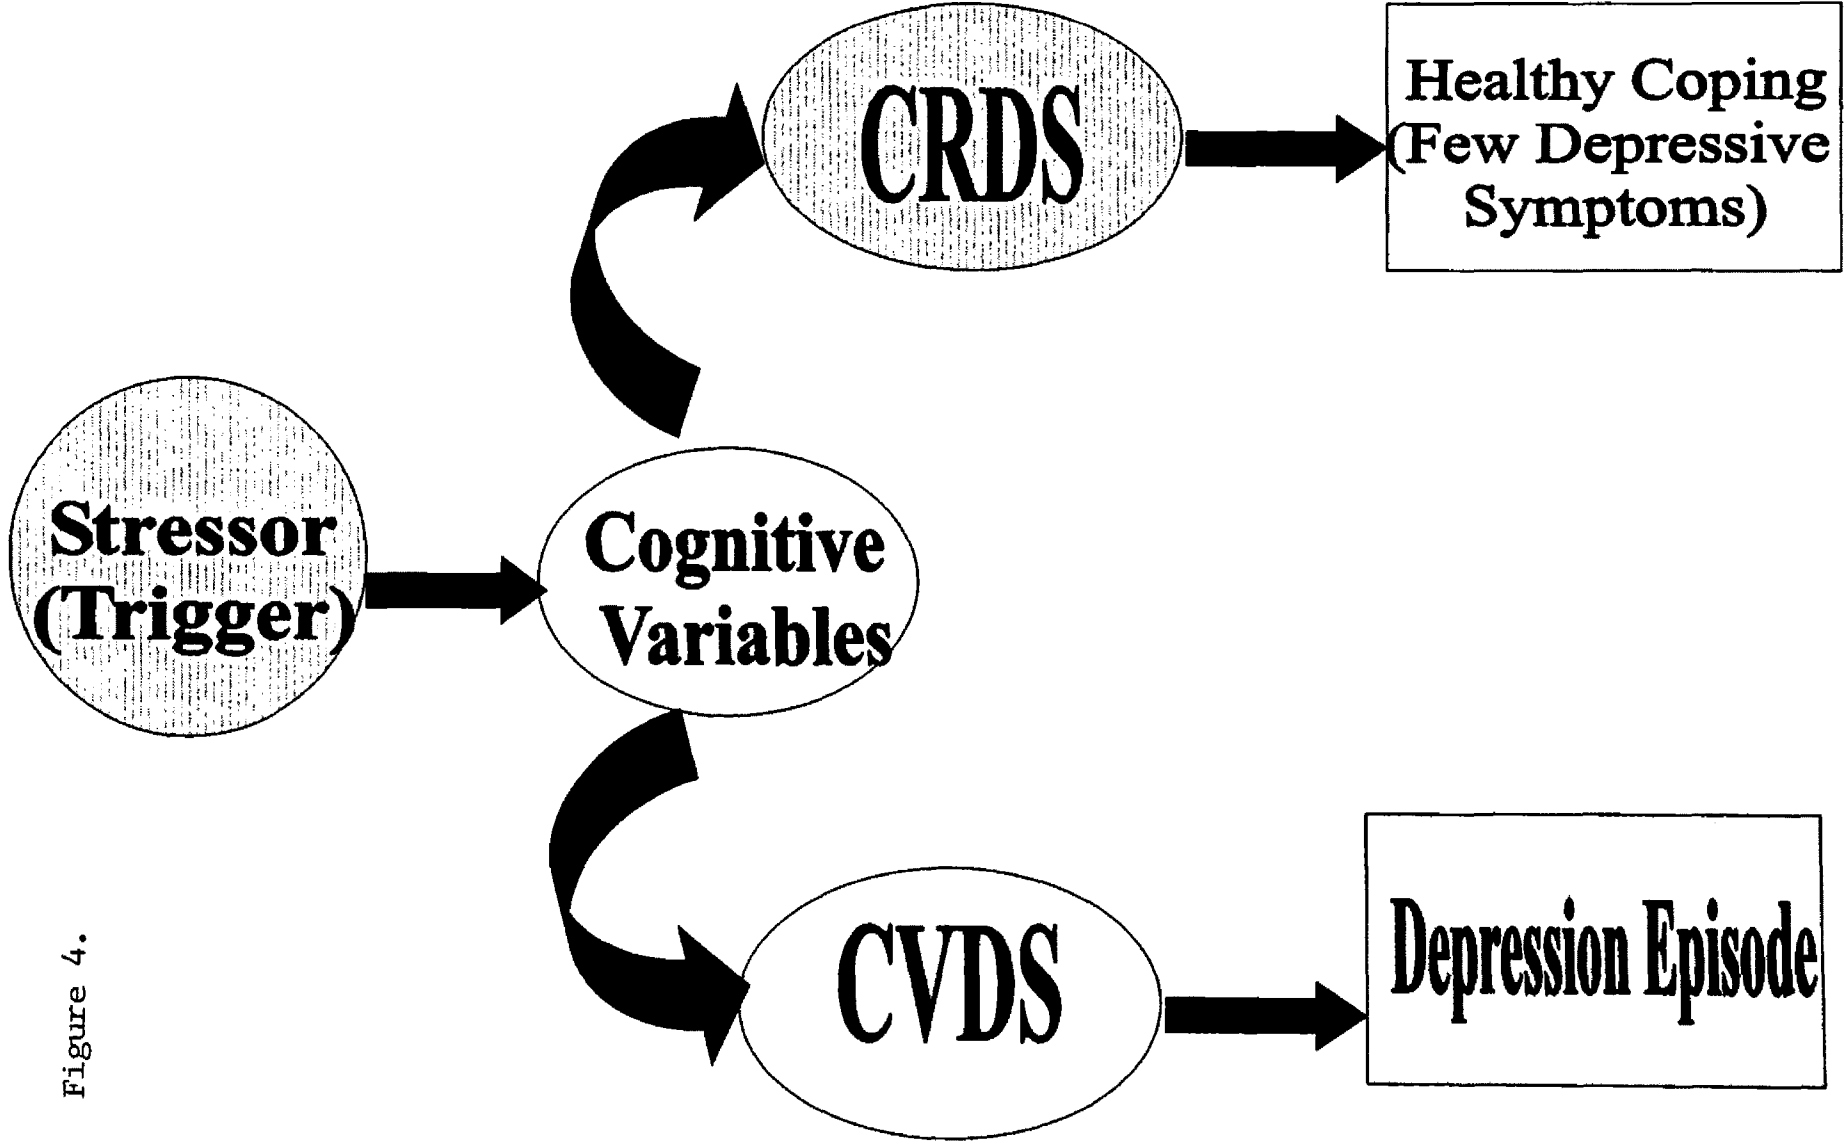 CRDS
Healthy Coping
(Few Depressive
Symptoms)
Stressor
(Trigger)
Cognitive
Variables
CVDS
Depression Episode
Figure 4.